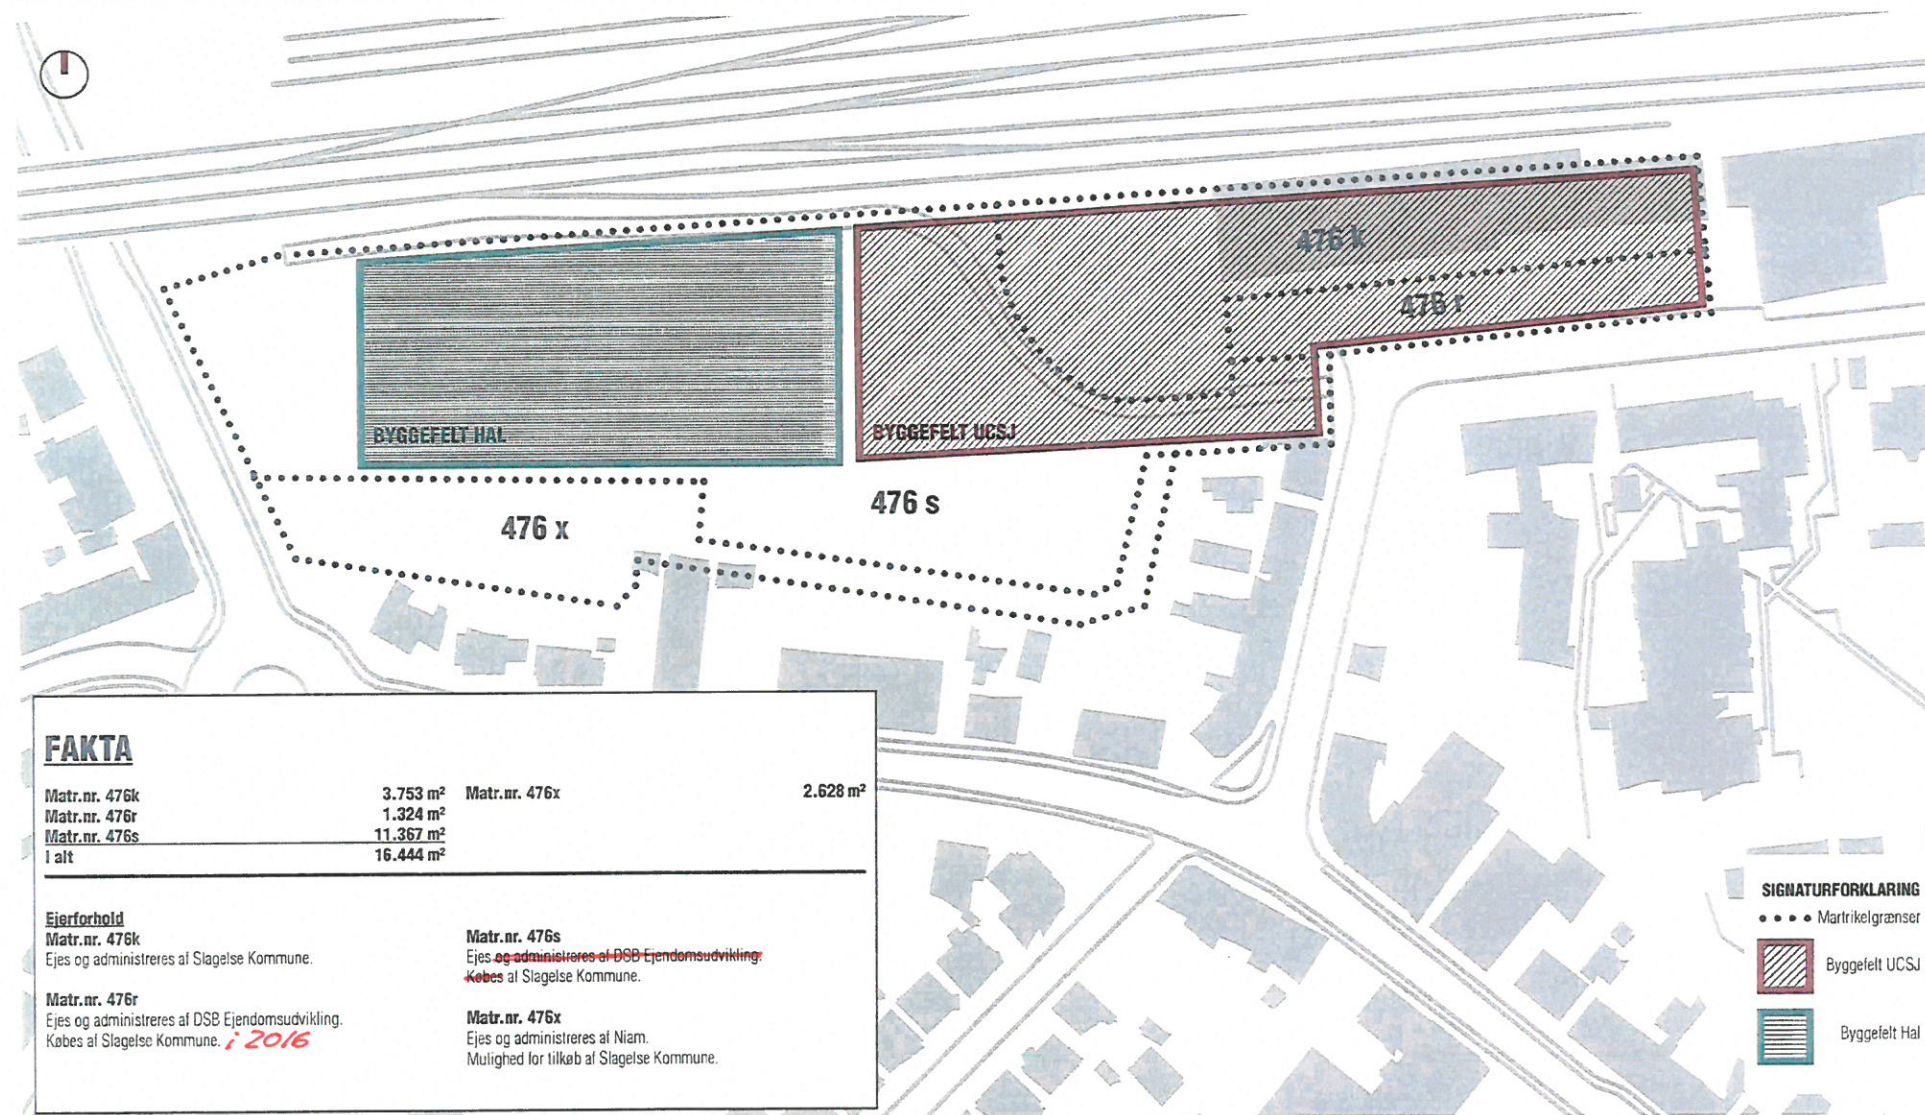 476 k
476 r
BYGGEFELT HAL
BYGGEFELT UCSJ
476 s
476 x
FAKTA
Matr.nr. 476k 3.753 m² Matr.nr. 476x 2.628 m²
Matr.nr. 476r 1.324 m²
Matr.nr. 476s 11.367 m²
I alt 16.444 m²
Ejerforhold
Matr.nr. 476k
Ejes og administreres af Slagelse Kommune.
Matr.nr. 476r
Ejes og administreres af DSB Ejendomsudvikling.
Købes af Slagelse Kommune. i 2016
Matr.nr. 476s
Ejes og administreres af DSB Ejendomsudvikling.
Købes af Slagelse Kommune.
Matr.nr. 476x
Ejes og administreres af Niam.
Mulighed for tilkøb af Slagelse Kommune.
SIGNATURFORKLARING
Martrikelgrænser
Byggefelt UCSJ
Byggefelt Hal